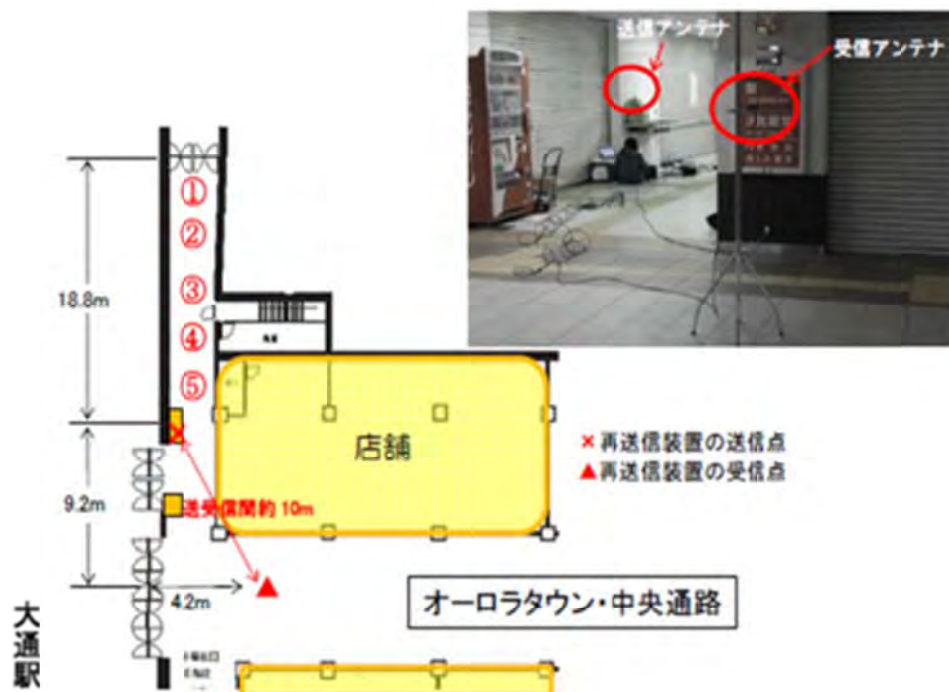 送信アンテナ
受信アンテナ
①
②
③
④
⑤
18.8m
9.2m
4.2m
店舗
送受信間約 10m
× 再送信装置の送信点
▲ 再送信装置の受信点
オーロラタウン・中央通路
大通駅